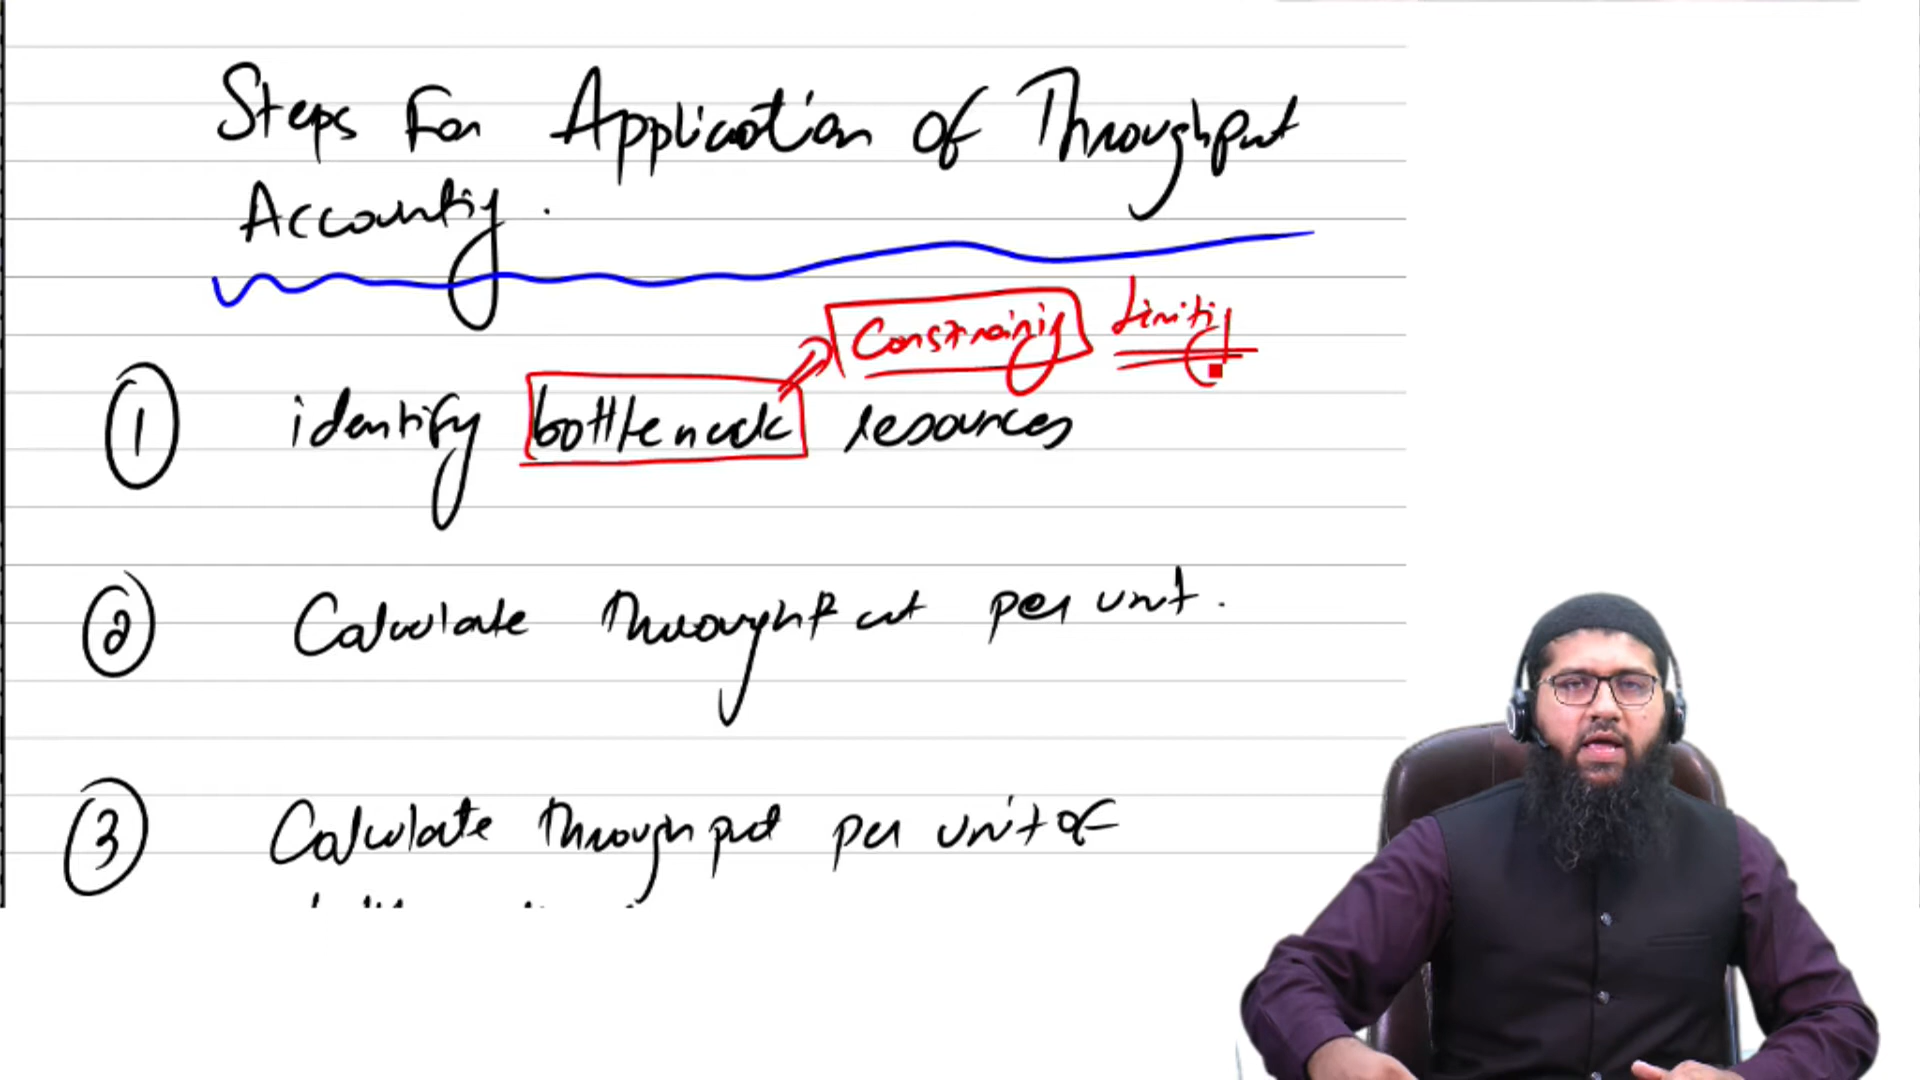 Steps For Application of Throughput
Accounting.
Constraining Limiting
1 identify bottleneck resources
2 Calculate Throughput per unit.
3 Calculate Throughput per unit of